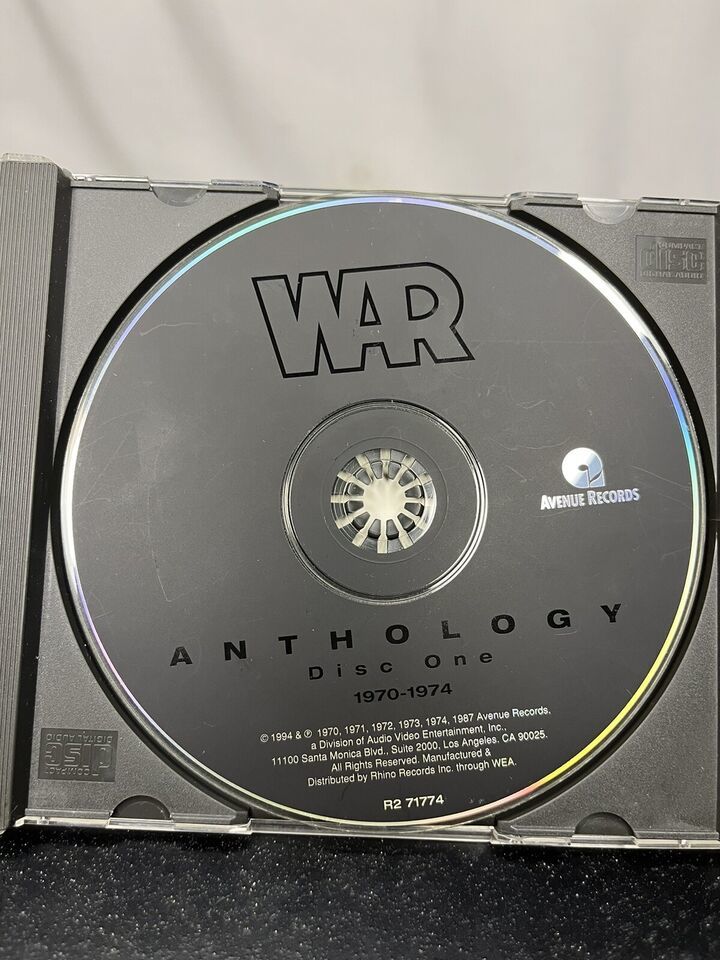 WAR
COMPACT
disc
DIGITAL AUDIO
AVENUE RECORDS
ANTHOLOGY
Disc One
1970-1974
© 1994 & ℗ 1970, 1971, 1972, 1973, 1974, 1987 Avenue Records,
a Division of Audio Video Entertainment, Inc.,
11100 Santa Monica Blvd., Suite 2000, Los Angeles, CA 90025.
All Rights Reserved. Manufactured &
Distributed by Rhino Records Inc. through WEA.
R2 71774
COMPACT
disc
DIGITAL AUDIO